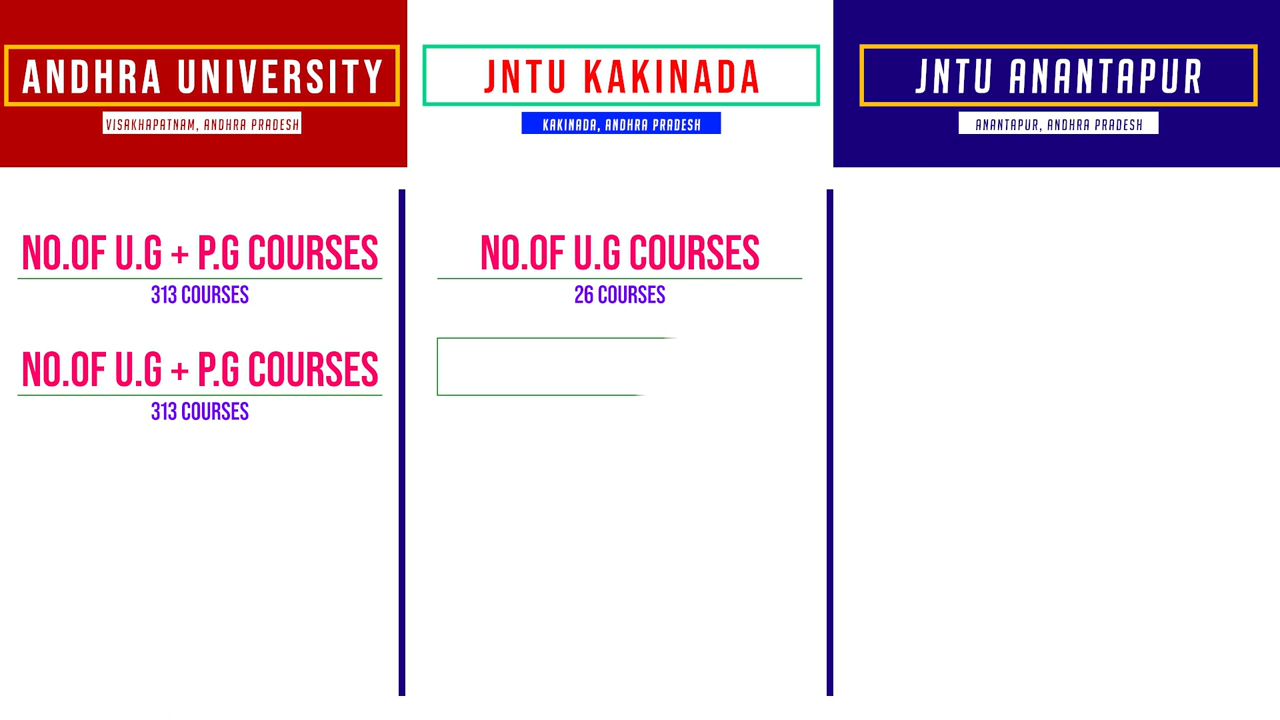 ANDHRA UNIVERSITY
VISAKHAPATNAM, ANDHRA PRADESH
JNTU KAKINADA
KAKINADA, ANDHRA PRADESH
JNTU ANANTAPUR
ANANTAPUR, ANDHRA PRADESH
NO.OF U.G + P.G COURSES
313 COURSES
NO.OF U.G + P.G COURSES
313 COURSES
NO.OF U.G COURSES
26 COURSES